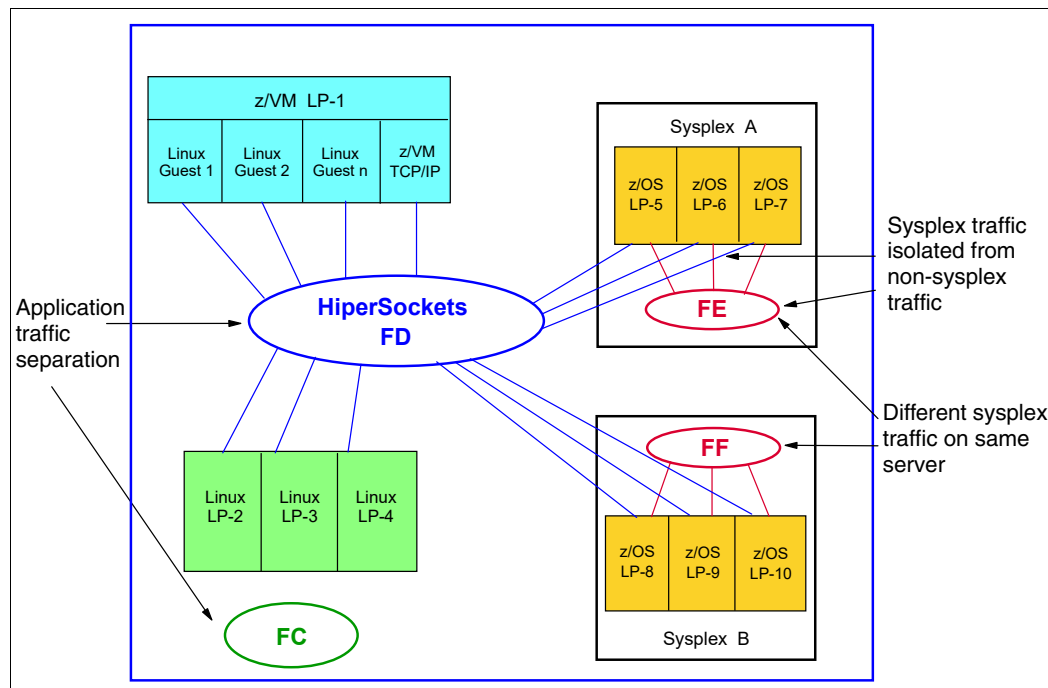 z/VM LP-1
Linux
Guest 1
Linux
Guest 2
Linux
Guest n
z/VM
TCP/IP
Sysplex A
z/OS
LP-5
z/OS
LP-6
z/OS
LP-7
FE
Sysplex traffic
isolated from
non-sysplex
traffic
Application
traffic
separation
HiperSockets
FD
Different sysplex
traffic on same
server
FF
Linux
LP-2
Linux
LP-3
Linux
LP-4
z/OS
LP-8
z/OS
LP-9
z/OS
LP-10
Sysplex B
FC